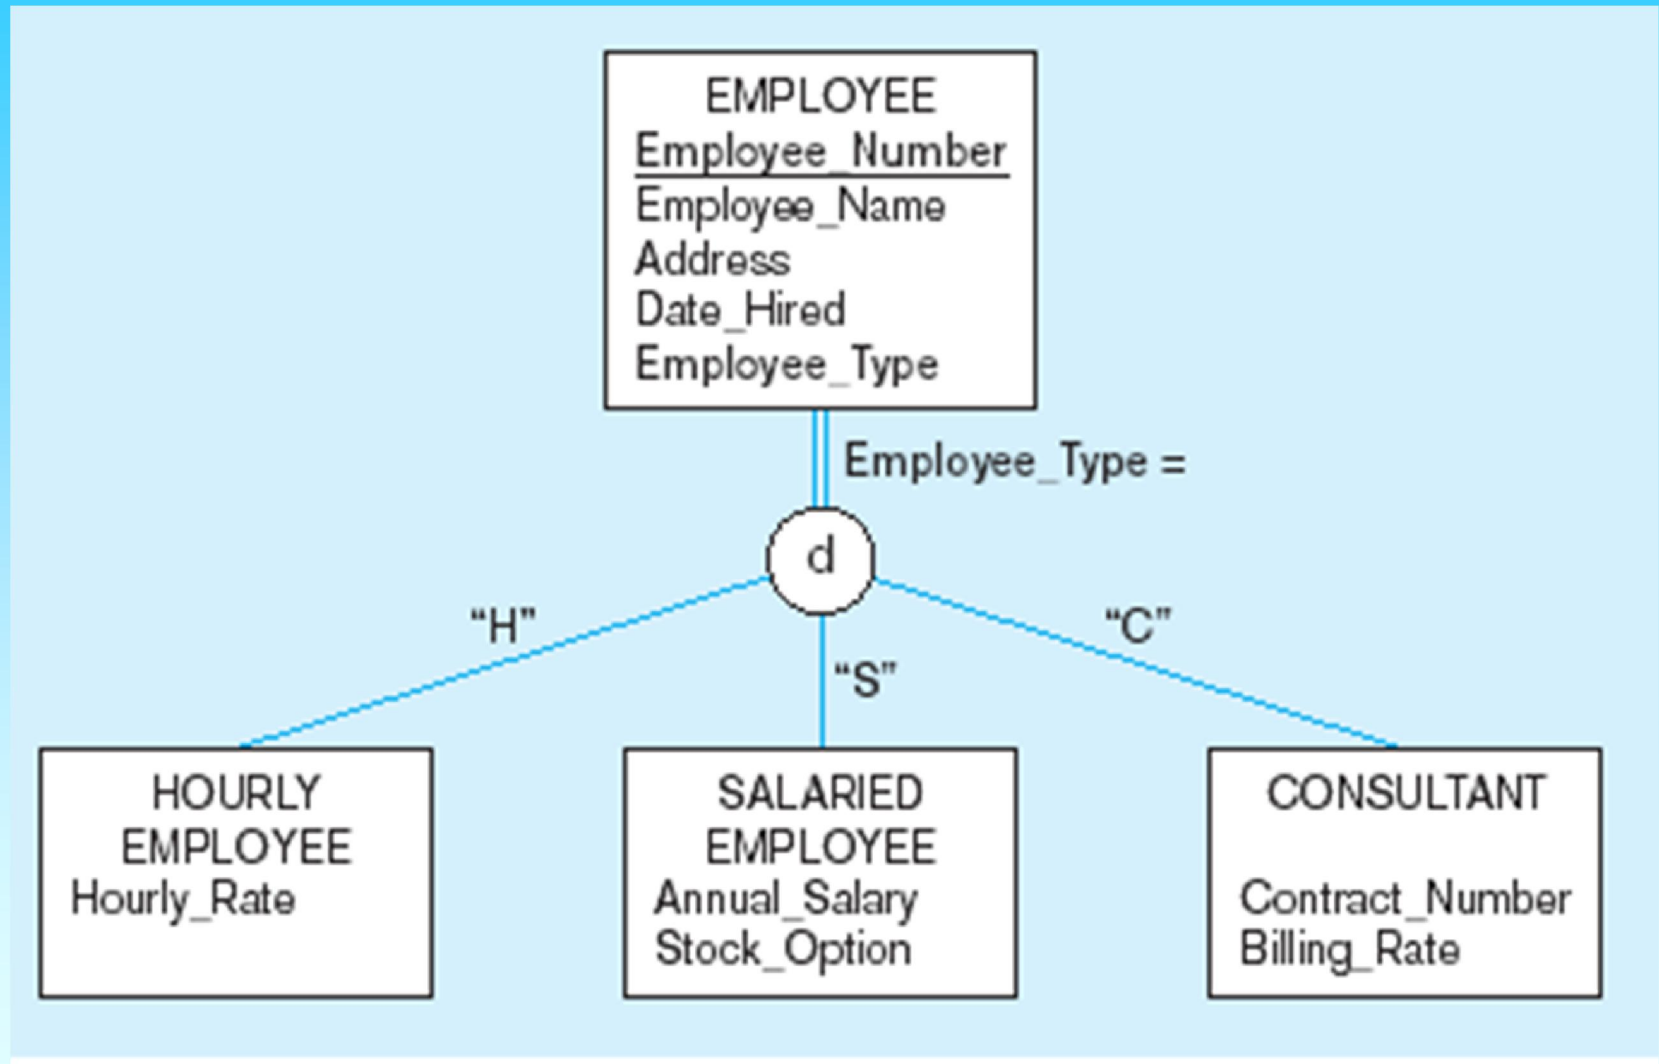 EMPLOYEE
Employee_Number
Employee_Name
Address
Date_Hired
Employee_Type
Employee_Type =
d
“H”
“S”
“C”
HOURLY
EMPLOYEE
Hourly_Rate
SALARIED
EMPLOYEE
Annual_Salary
Stock_Option
CONSULTANT
Contract_Number
Billing_Rate